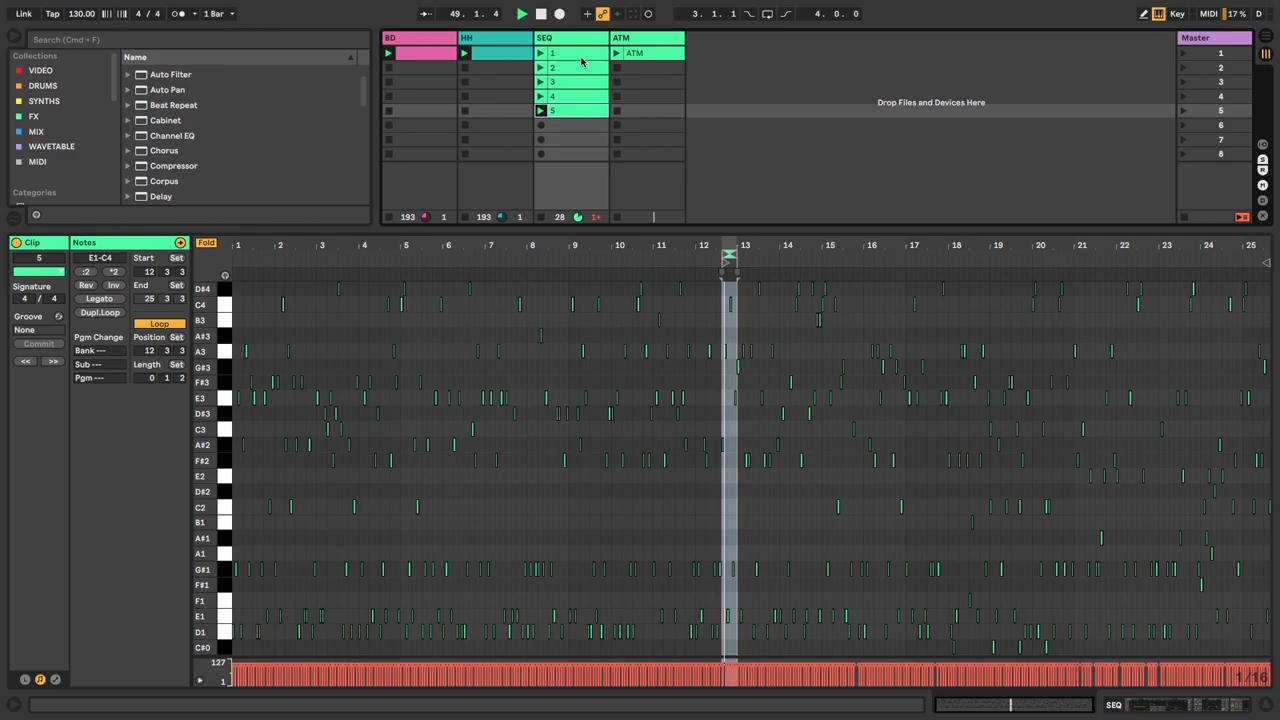 Link Tap 130.00 4 / 4 1 Bar 49. 1. 4 3. 1. 1 4. 0. 0 Key MIDI 17 % D
Search (Cmd + F)
Collections
VIDEO
DRUMS
SYNTHS
FX
MIX
WAVETABLE
MIDI
Categories
Name
Auto Filter
Auto Pan
Beat Repeat
Cabinet
Channel EQ
Chorus
Compressor
Corpus
Delay
BD HH SEQ ATM Master
1 ATM 1
2 2
3 3
4 4
5 5
6
7
8
Drop Files and Devices Here
193 1 193 1 28 1+
S
R
M
D
X
Clip
5
Signature
4 / 4
Groove
None
Commit
<< >>
Notes
E1-C4
:2 *2
Rev Inv
Legato
Dupl.Loop
Pgm Change
Bank ---
Sub ---
Pgm ---
Start Set
12 3 3
End Set
25 3 3
Loop
Position Set
12 3 3
Length Set
0 1 2
Fold 1 2 3 4 5 6 7 8 9 10 11 12 13 14 15 16 17 18 19 20 21 22 23 24 25
D#4
C4
B3
A#3
A3
G#3
F#3
E3
D#3
C3
A#2
F#2
E2
D#2
C2
B1
A#1
A1
G#1
F#1
F1
E1
D1
C#0
127
1
1/16
L
SEQ